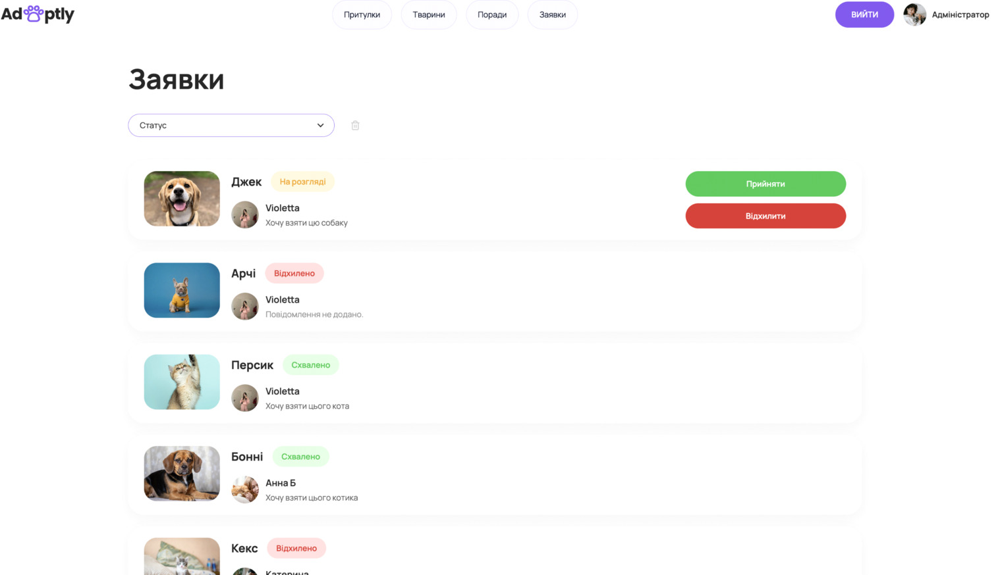 Adoptly
Притулки
Тварини
Поради
Заявки
ВИЙТИ
Адміністратор
Заявки
Статус
Джек
На розгляді
Violetta
Хочу взяти цю собаку
Прийняти
Відхилити
Арчі
Відхилено
Violetta
Повідомлення не додано.
Персик
Схвалено
Violetta
Хочу взяти цього кота
Бонні
Схвалено
Анна Б
Хочу взяти цього котика
Кекс
Відхилено
Катерина